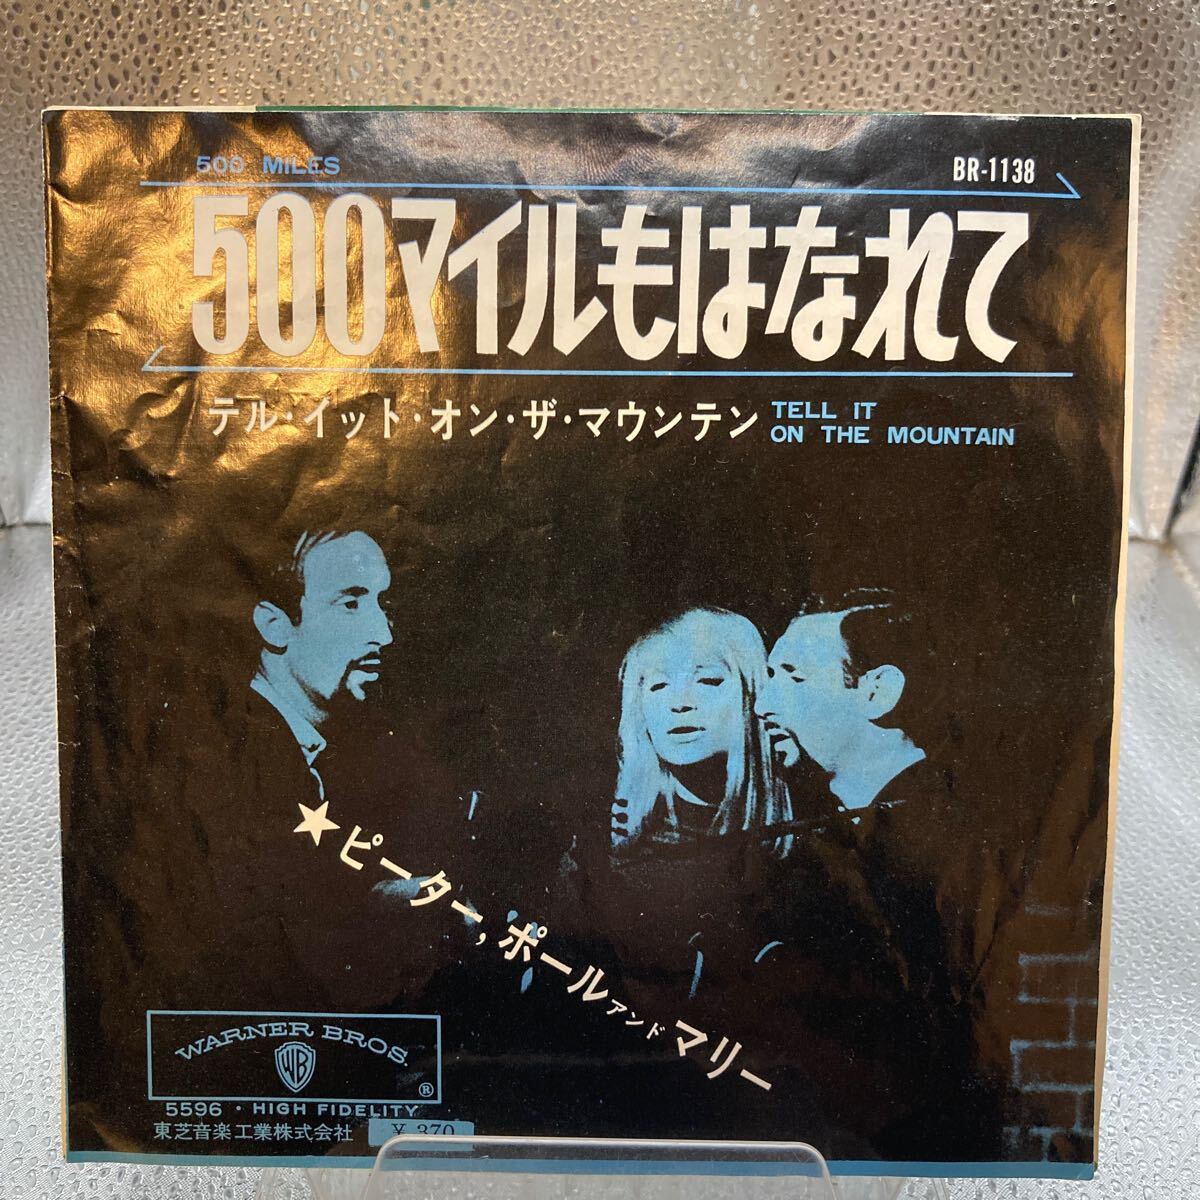 500 MILES
BR-1138
500マイルもはなれて
テル・イット・オン・ザ・マウンテン
TELL IT
ON THE MOUNTAIN
★ピーター,ポールアンドマリー
WARNER BROS.
WB
®
5596・HIGH FIDELITY
東芝音楽工業株式会社
¥ 370